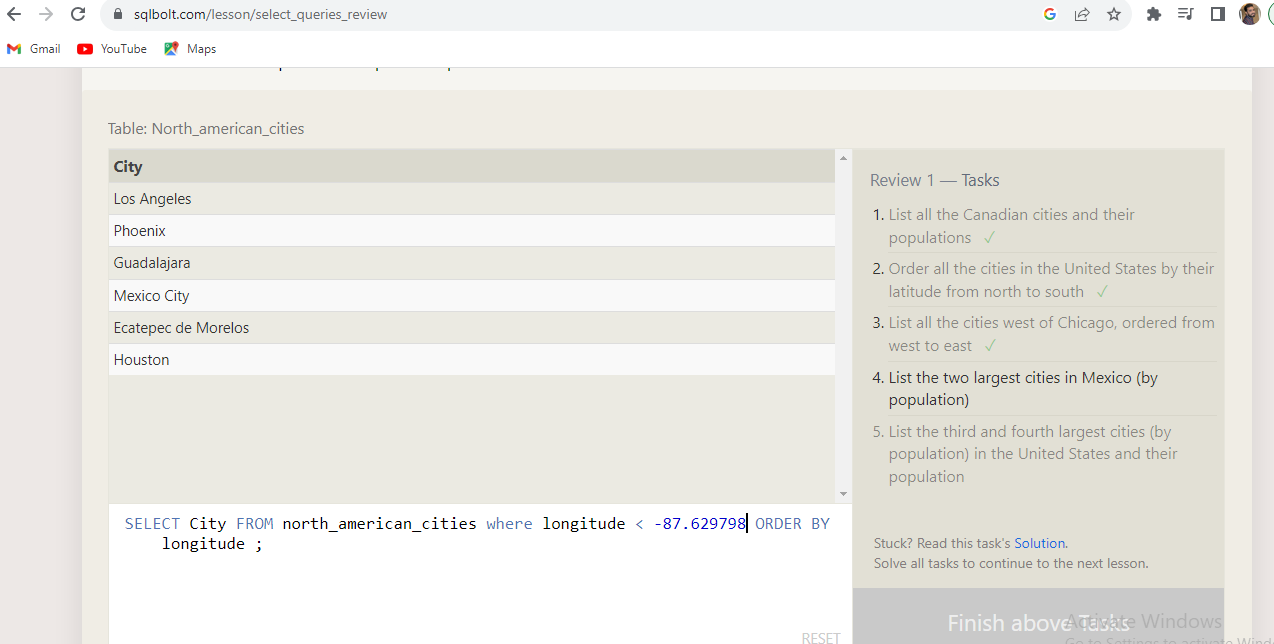 sqlbolt.com/lesson/select_queries_review
Gmail YouTube Maps
Table: North_american_cities
City
Los Angeles
Phoenix
Guadalajara
Mexico City
Ecatepec de Morelos
Houston
SELECT City FROM north_american_cities where longitude < -87.629798 ORDER BY
longitude ;
RESET
Review 1 — Tasks
1. List all the Canadian cities and their
populations ✓
2. Order all the cities in the United States by their
latitude from north to south ✓
3. List all the cities west of Chicago, ordered from
west to east ✓
4. List the two largest cities in Mexico (by
population)
5. List the third and fourth largest cities (by
population) in the United States and their
population
Stuck? Read this task's Solution.
Solve all tasks to continue to the next lesson.
Finish above Tasks
Activate Windows
Go to Settings to activate Wind